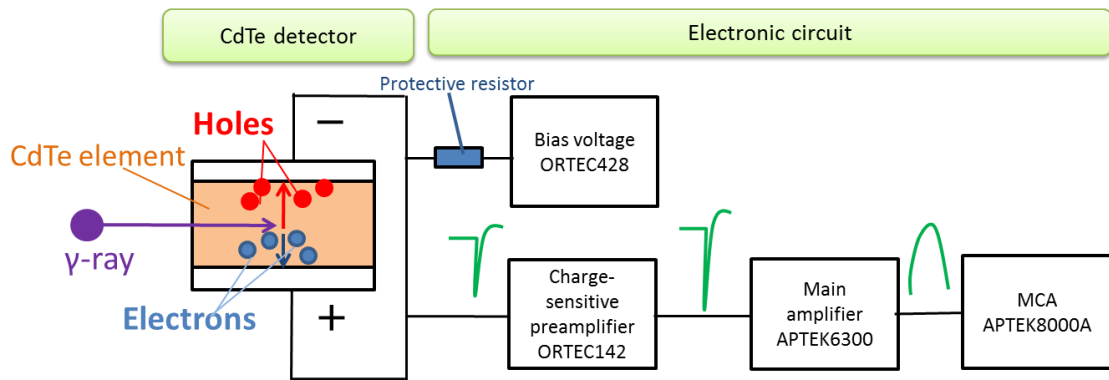 CdTe detector
Electronic circuit
Protective resistor
−
Holes
Bias voltage
ORTEC428
CdTe element
γ-ray
Electrons
+
Charge-
sensitive
preamplifier
ORTEC142
Main
amplifier
APTEK6300
MCA
APTEK8000A